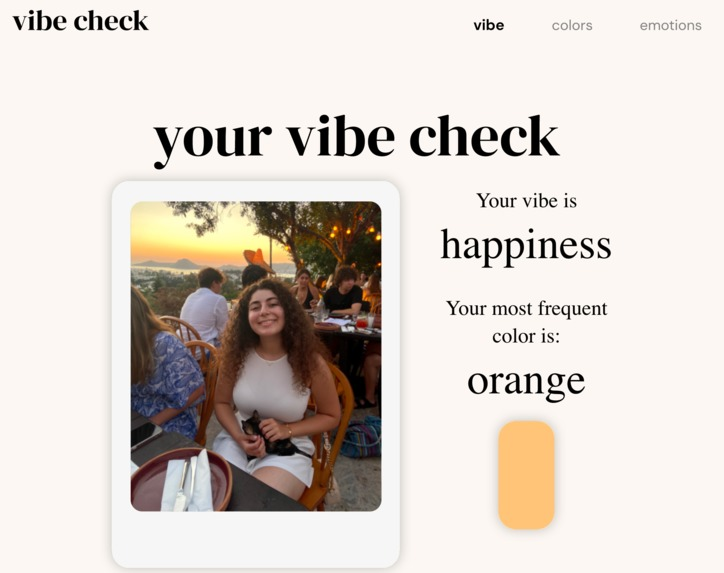 vibe check
vibe colors emotions
your vibe check
Your vibe is
happiness
Your most frequent
color is:
orange